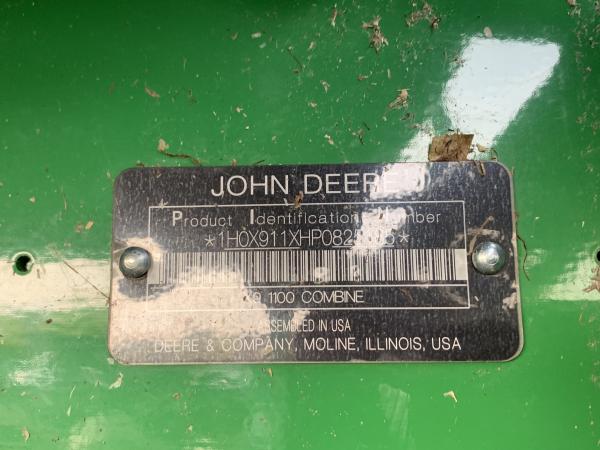 JOHN DEERE
Product Identification Number
1100 COMBINE
ASSEMBLED IN USA
DEERE & COMPANY, MOLINE, ILLINOIS, USA